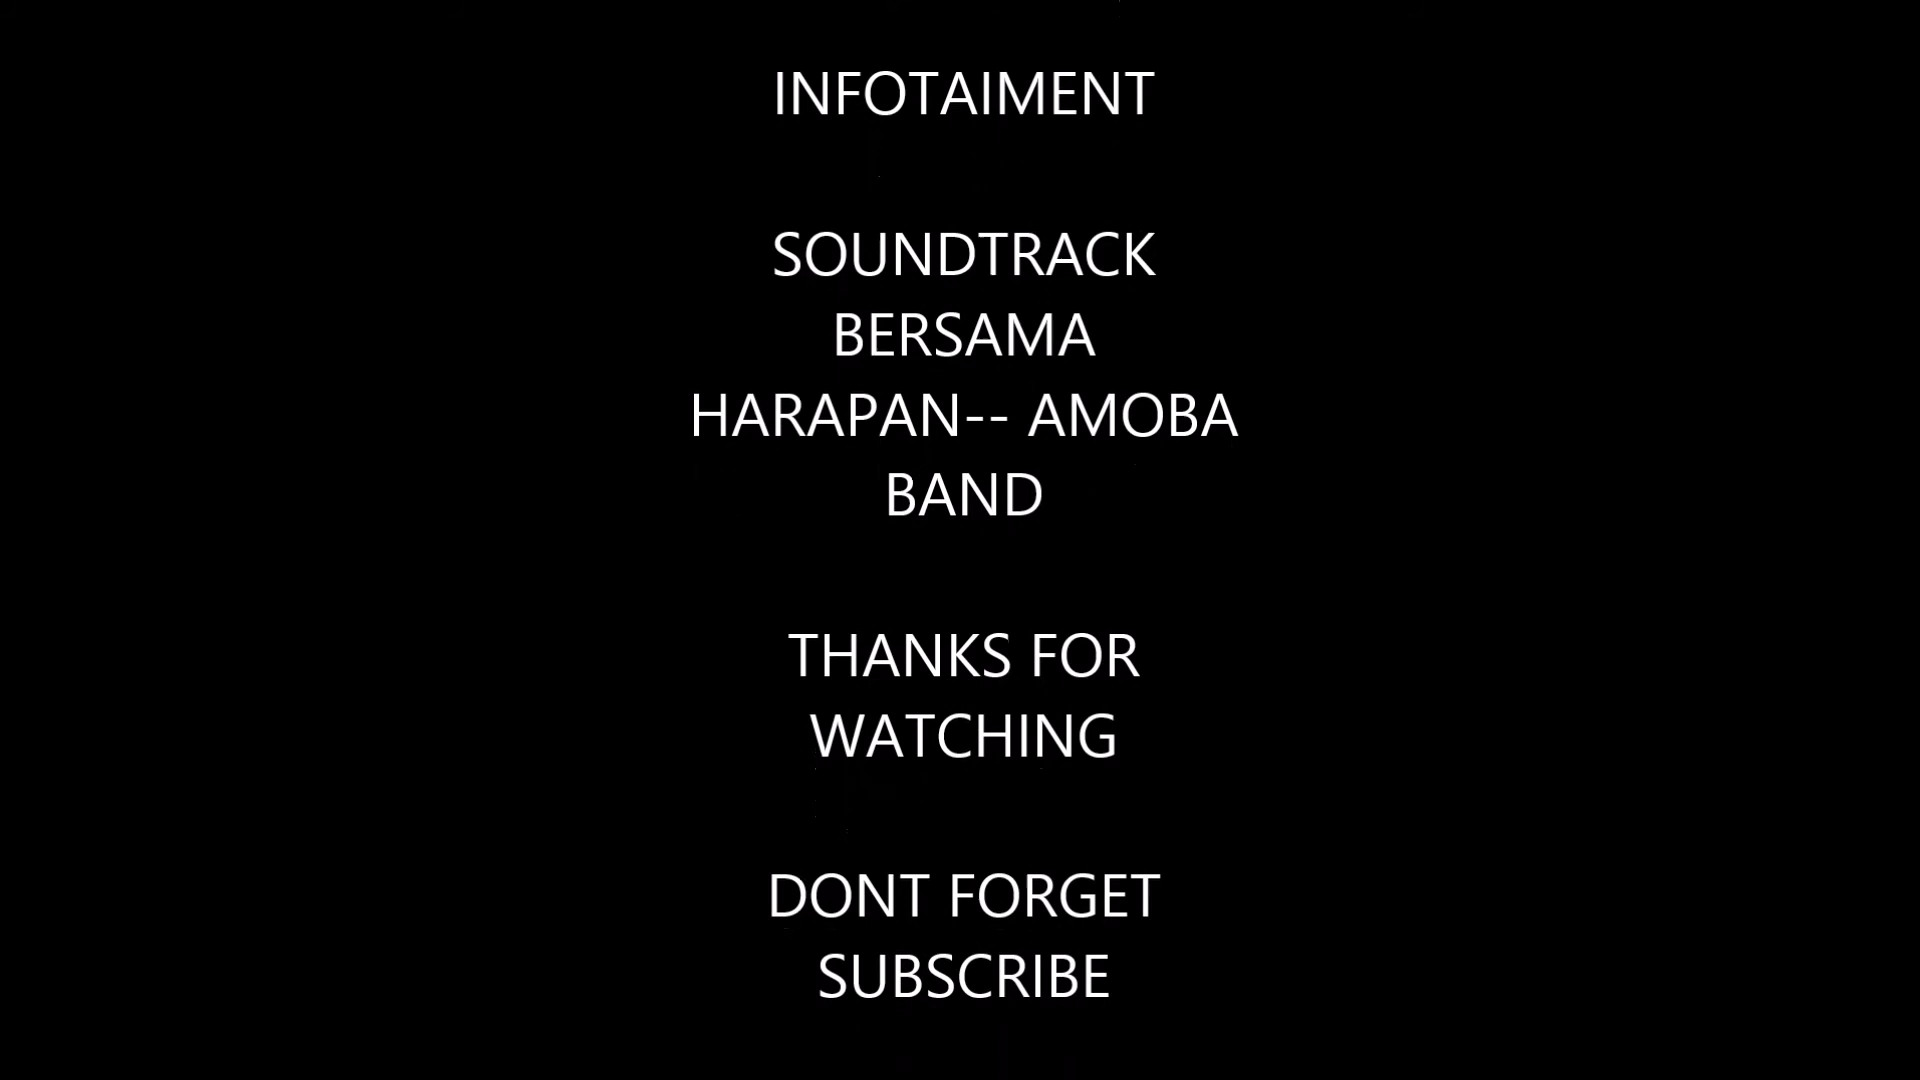 INFOTAIMENT
SOUNDTRACK
BERSAMA
HARAPAN-- AMOBA
BAND
THANKS FOR
WATCHING
DONT FORGET
SUBSCRIBE